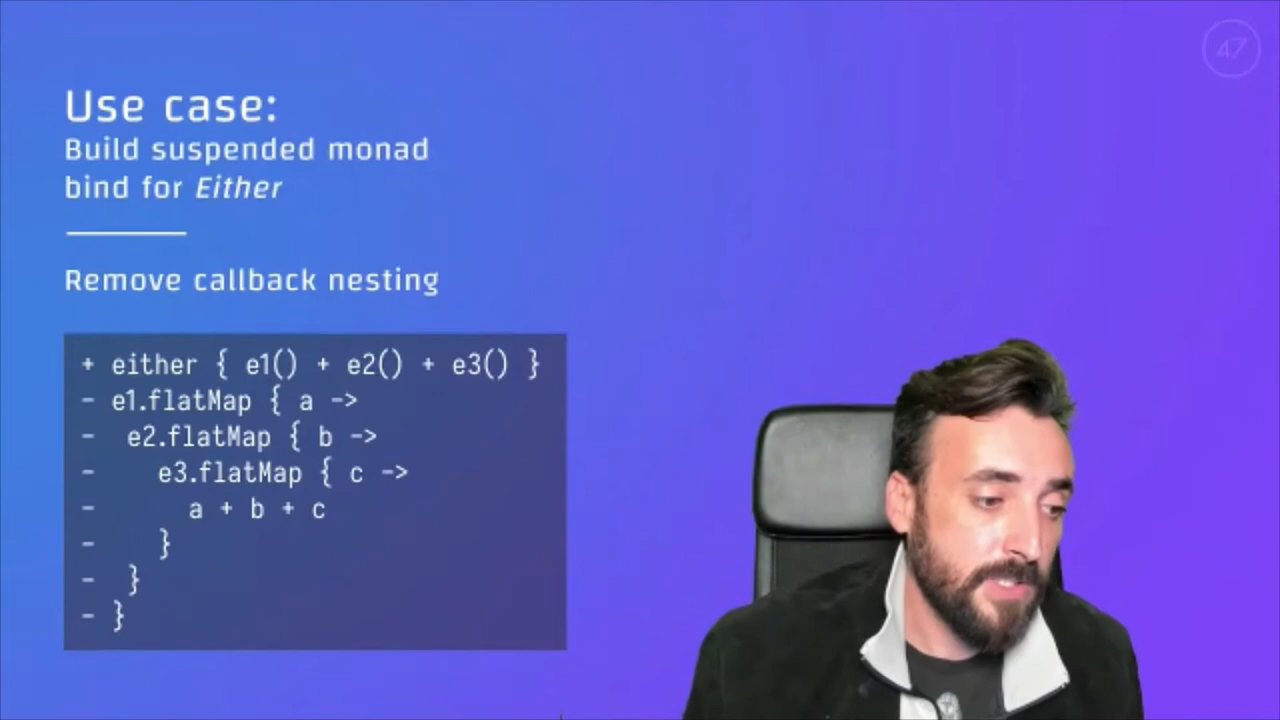 47
Use case:
Build suspended monad
bind for Either
Remove callback nesting
+ either { e1() + e2() + e3() }
- e1.flatMap { a ->
-  e2.flatMap { b ->
-    e3.flatMap { c ->
-      a + b + c
-    }
-  }
- }